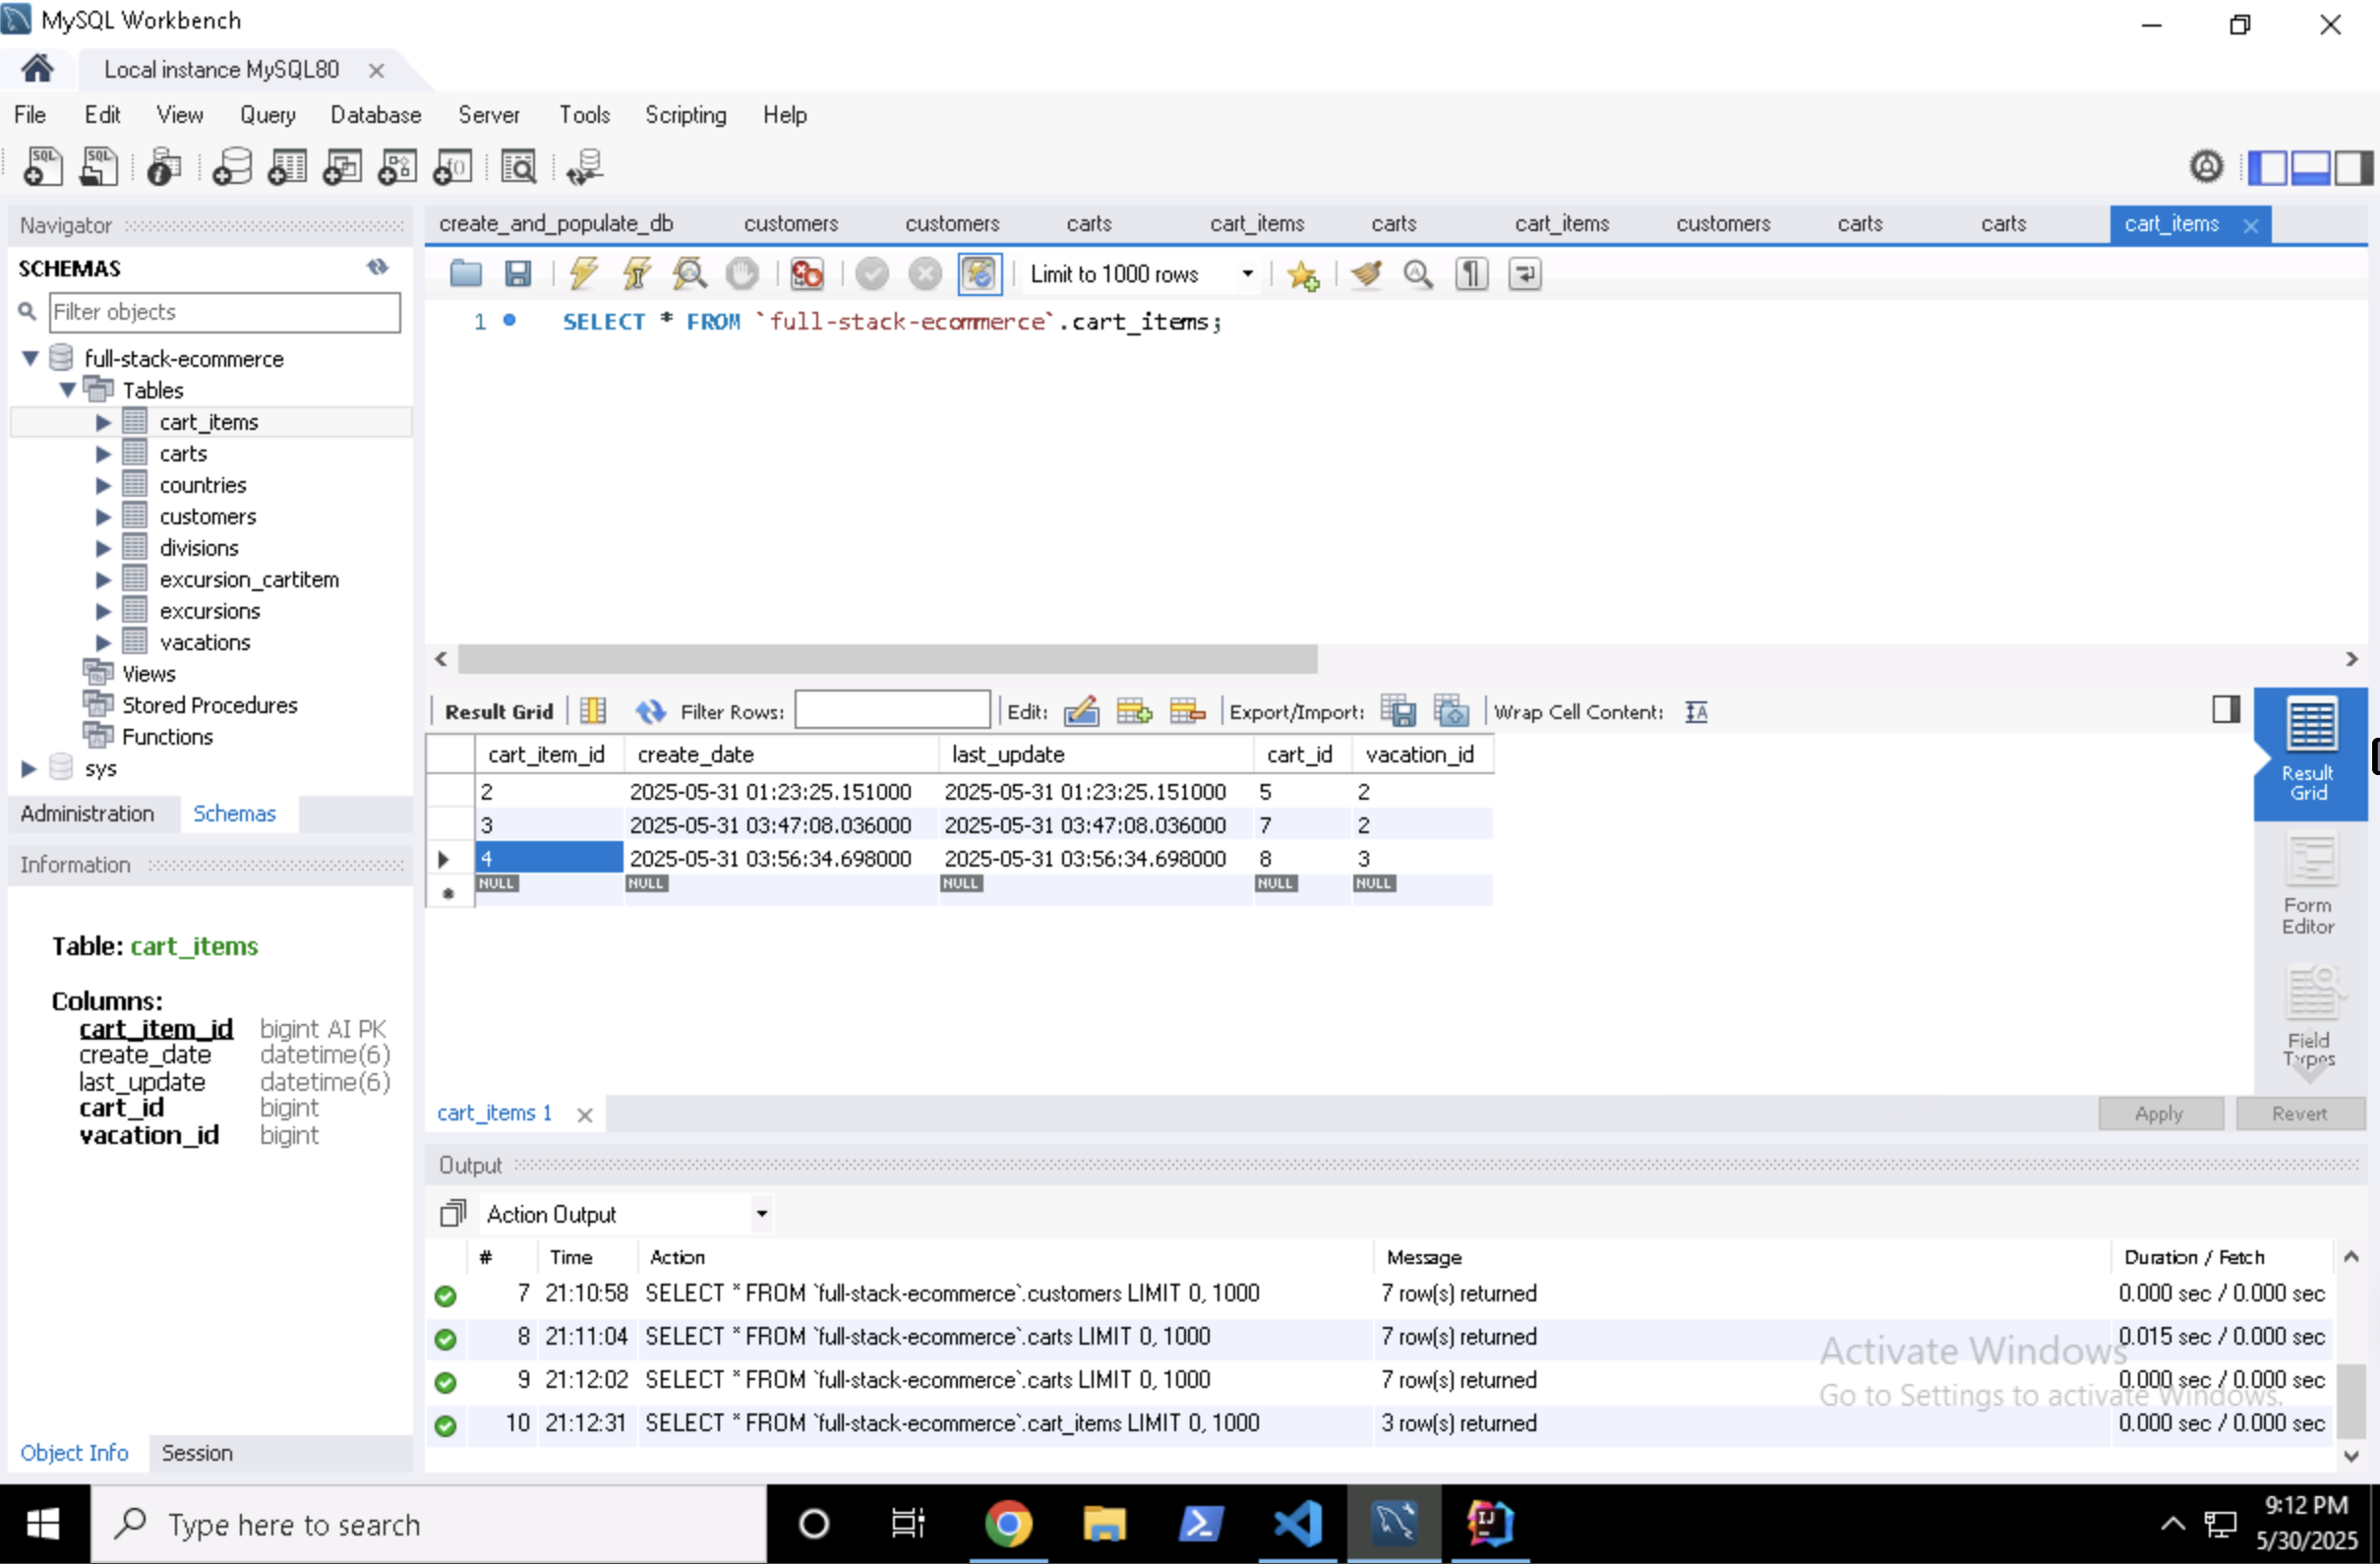 MySQL Workbench
Local instance MySQL80
File Edit View Query Database Server Tools Scripting Help
SQL SQL
Navigator
SCHEMAS
Filter objects
full-stack-ecommerce
Tables
cart_items
carts
countries
customers
divisions
excursion_cartitem
excursions
vacations
Views
Stored Procedures
Functions
sys
Administration Schemas
Information
Table: cart_items
Columns:
cart_item_id bigint AI PK
create_date datetime(6)
last_update datetime(6)
cart_id bigint
vacation_id bigint
Object Info Session
create_and_populate_db customers customers carts cart_items carts cart_items customers carts carts cart_items
Limit to 1000 rows
1 SELECT * FROM `full-stack-ecommerce`.cart_items;
Result Grid Filter Rows: Edit: Export/Import: Wrap Cell Content:
cart_item_id create_date last_update cart_id vacation_id
2 2025-05-31 01:23:25.151000 2025-05-31 01:23:25.151000 5 2
3 2025-05-31 03:47:08.036000 2025-05-31 03:47:08.036000 7 2
4 2025-05-31 03:56:34.698000 2025-05-31 03:56:34.698000 8 3
NULL NULL NULL NULL NULL
Result
Grid
Form
Editor
Field
Types
cart_items 1
Apply Revert
Output
Action Output
# Time Action Message Duration / Fetch
7 21:10:58 SELECT * FROM `full-stack-ecommerce`.customers LIMIT 0, 1000 7 row(s) returned 0.000 sec / 0.000 sec
8 21:11:04 SELECT * FROM `full-stack-ecommerce`.carts LIMIT 0, 1000 7 row(s) returned 0.015 sec / 0.000 sec
9 21:12:02 SELECT * FROM `full-stack-ecommerce`.carts LIMIT 0, 1000 7 row(s) returned 0.000 sec / 0.000 sec
10 21:12:31 SELECT * FROM `full-stack-ecommerce`.cart_items LIMIT 0, 1000 3 row(s) returned 0.000 sec / 0.000 sec
Activate Windows
Go to Settings to activate Windows.
Type here to search
IJ
9:12 PM
5/30/2025